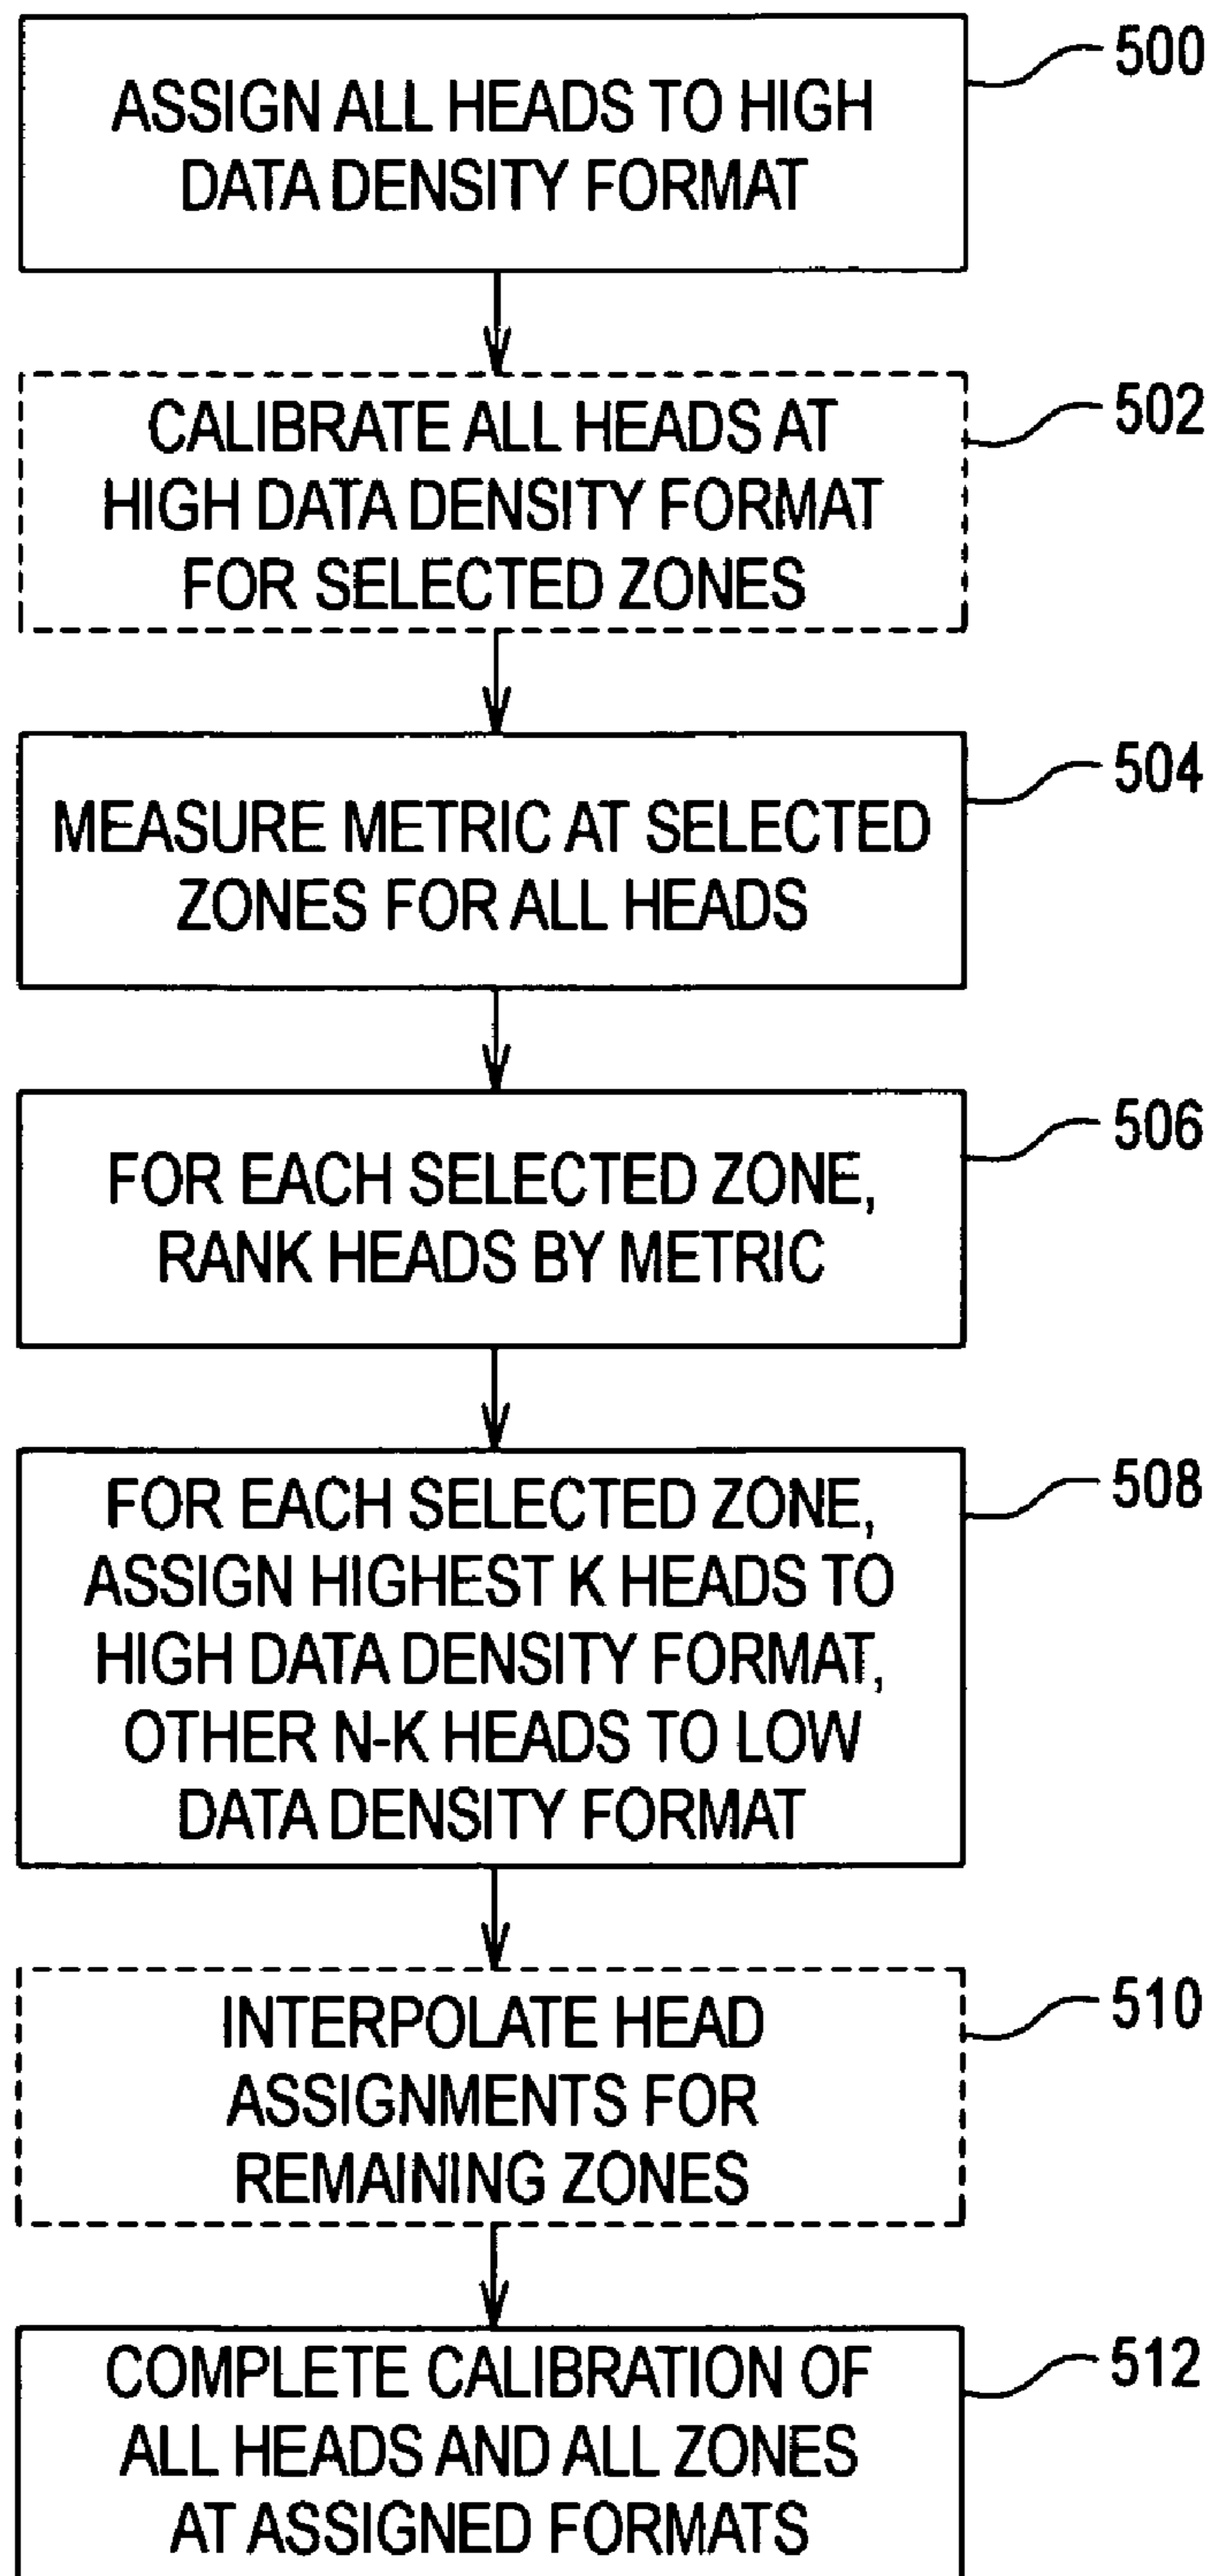 500
ASSIGN ALL HEADS TO HIGH
DATA DENSITY FORMAT
502
CALIBRATE ALL HEADS AT
HIGH DATA DENSITY FORMAT
FOR SELECTED ZONES
504
MEASURE METRIC AT SELECTED
ZONES FOR ALL HEADS
506
FOR EACH SELECTED ZONE,
RANK HEADS BY METRIC
508
FOR EACH SELECTED ZONE,
ASSIGN HIGHEST K HEADS TO
HIGH DATA DENSITY FORMAT,
OTHER N-K HEADS TO LOW
DATA DENSITY FORMAT
510
INTERPOLATE HEAD
ASSIGNMENTS FOR
REMAINING ZONES
512
COMPLETE CALIBRATION OF
ALL HEADS AND ALL ZONES
AT ASSIGNED FORMATS